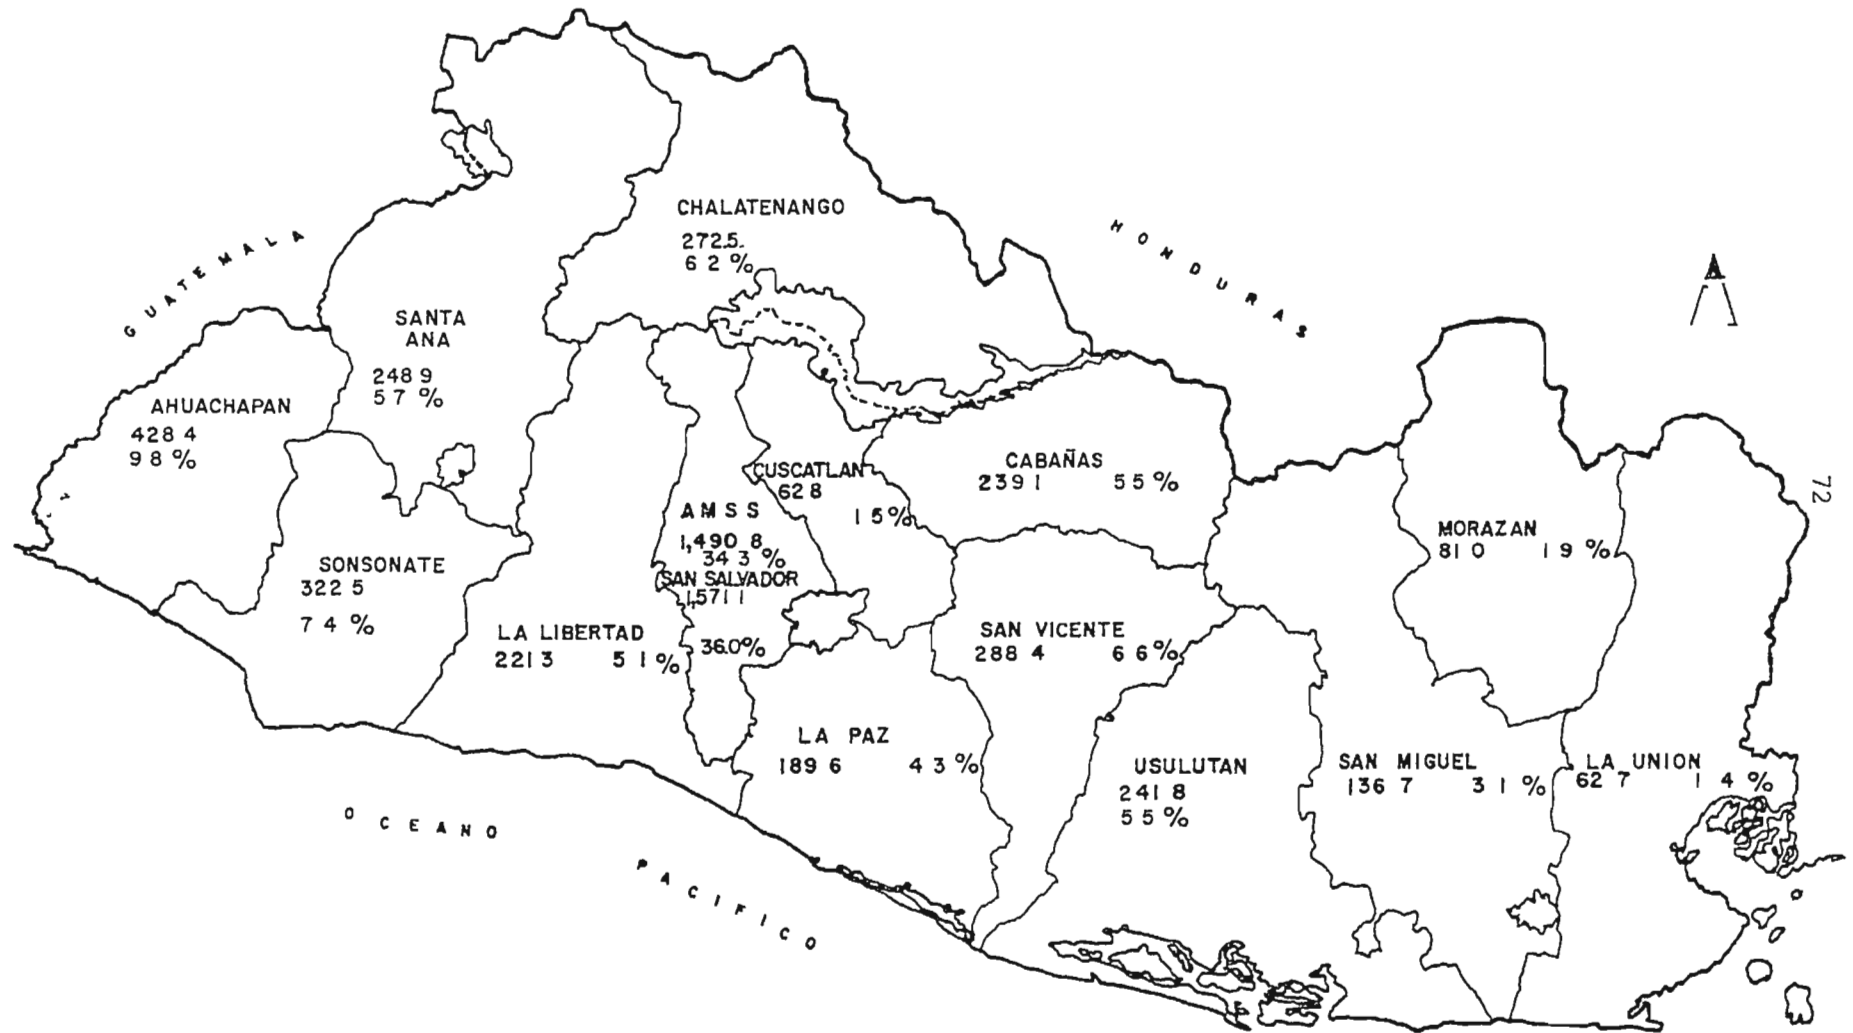 GUATEMALA
HONDURAS
CHALATENANGO
272.5.
6 2 %
SANTA
ANA
248 9
5 7 %
AHUACHAPAN
428 4
9 8 %
SONSONATE
322 5
7 4 %
LA LIBERTAD
221 3 5 1 %
AMSS
1,490 8
34 3 %
SAN SALVADOR
1,571 1
36.0%
CUSCATLAN
62 8
1 5 %
CABAÑAS
239 1 5 5 %
SAN VICENTE
288 4 6 6 %
LA PAZ
189 6 4 3 %
USULUTAN
241 8
5 5 %
MORAZAN
81 0 1 9 %
SAN MIGUEL
136 7 3 1 %
LA UNION
62 7 1 4 %
OCEANO
PACIFICO
72